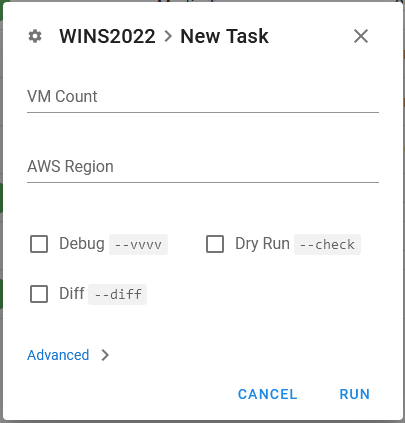 WINS2022 > New Task
VM Count
AWS Region
Debug --vvvv
Dry Run --check
Diff --diff
Advanced >
CANCEL
RUN